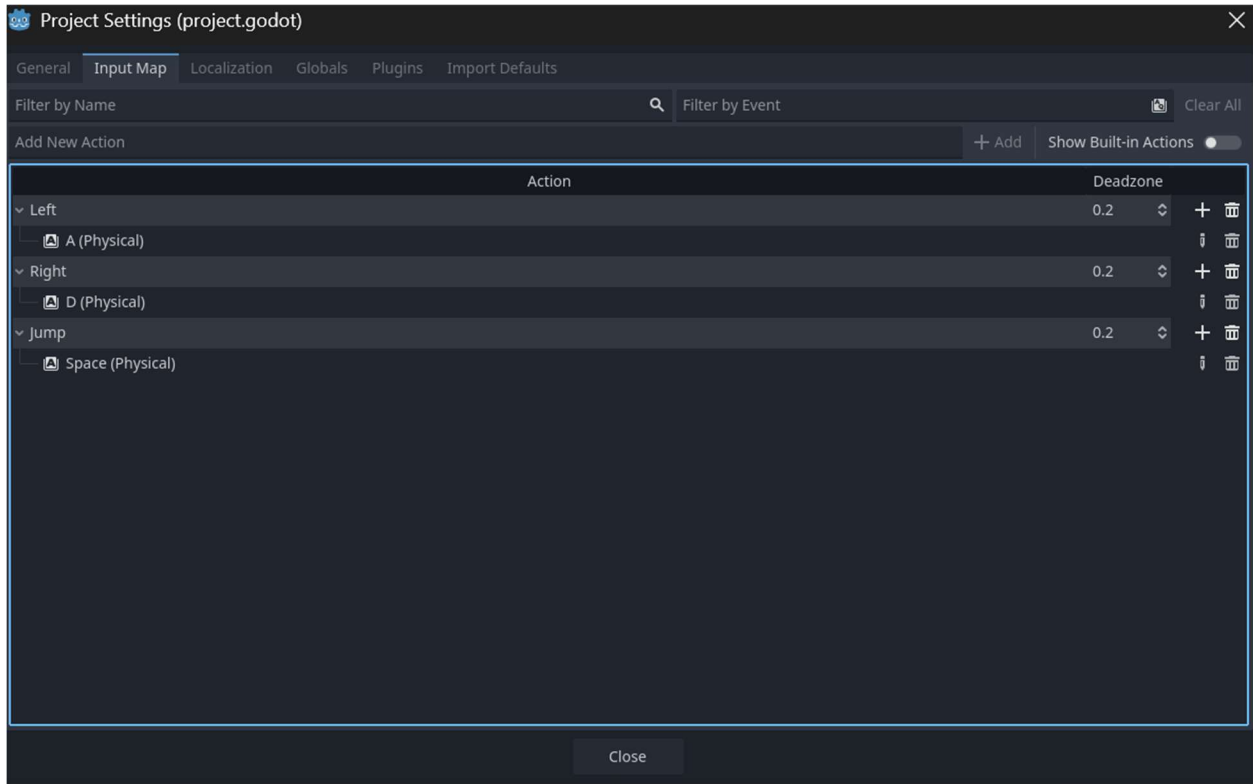 Project Settings (project.godot)
General Input Map Localization Globals Plugins Import Defaults
Filter by Name Filter by Event Clear All
Add New Action + Add Show Built-in Actions
Action Deadzone
Left 0.2
A (Physical)
Right 0.2
D (Physical)
Jump 0.2
Space (Physical)
Close